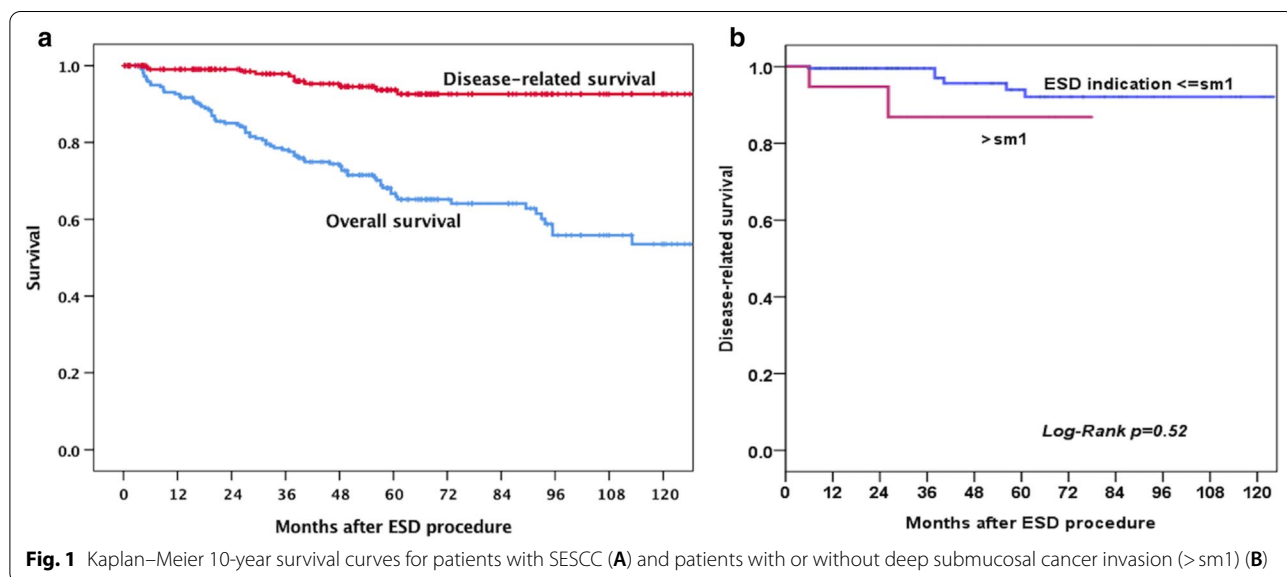 a
1.0
0.8
0.6
0.4
0.2
0.0
Survival
Disease-related survival
Overall survival
0 12 24 36 48 60 72 84 96 108 120
Months after ESD procedure
b
1.0
0.8
0.6
0.4
0.2
0.0
Disease-related survival
ESD indication <=sm1
>sm1
Log-Rank p=0.52
0 12 24 36 48 60 72 84 96 108 120
Months after ESD procedure
Fig. 1 Kaplan–Meier 10-year survival curves for patients with SESCC (A) and patients with or without deep submucosal cancer invasion (> sm1) (B)